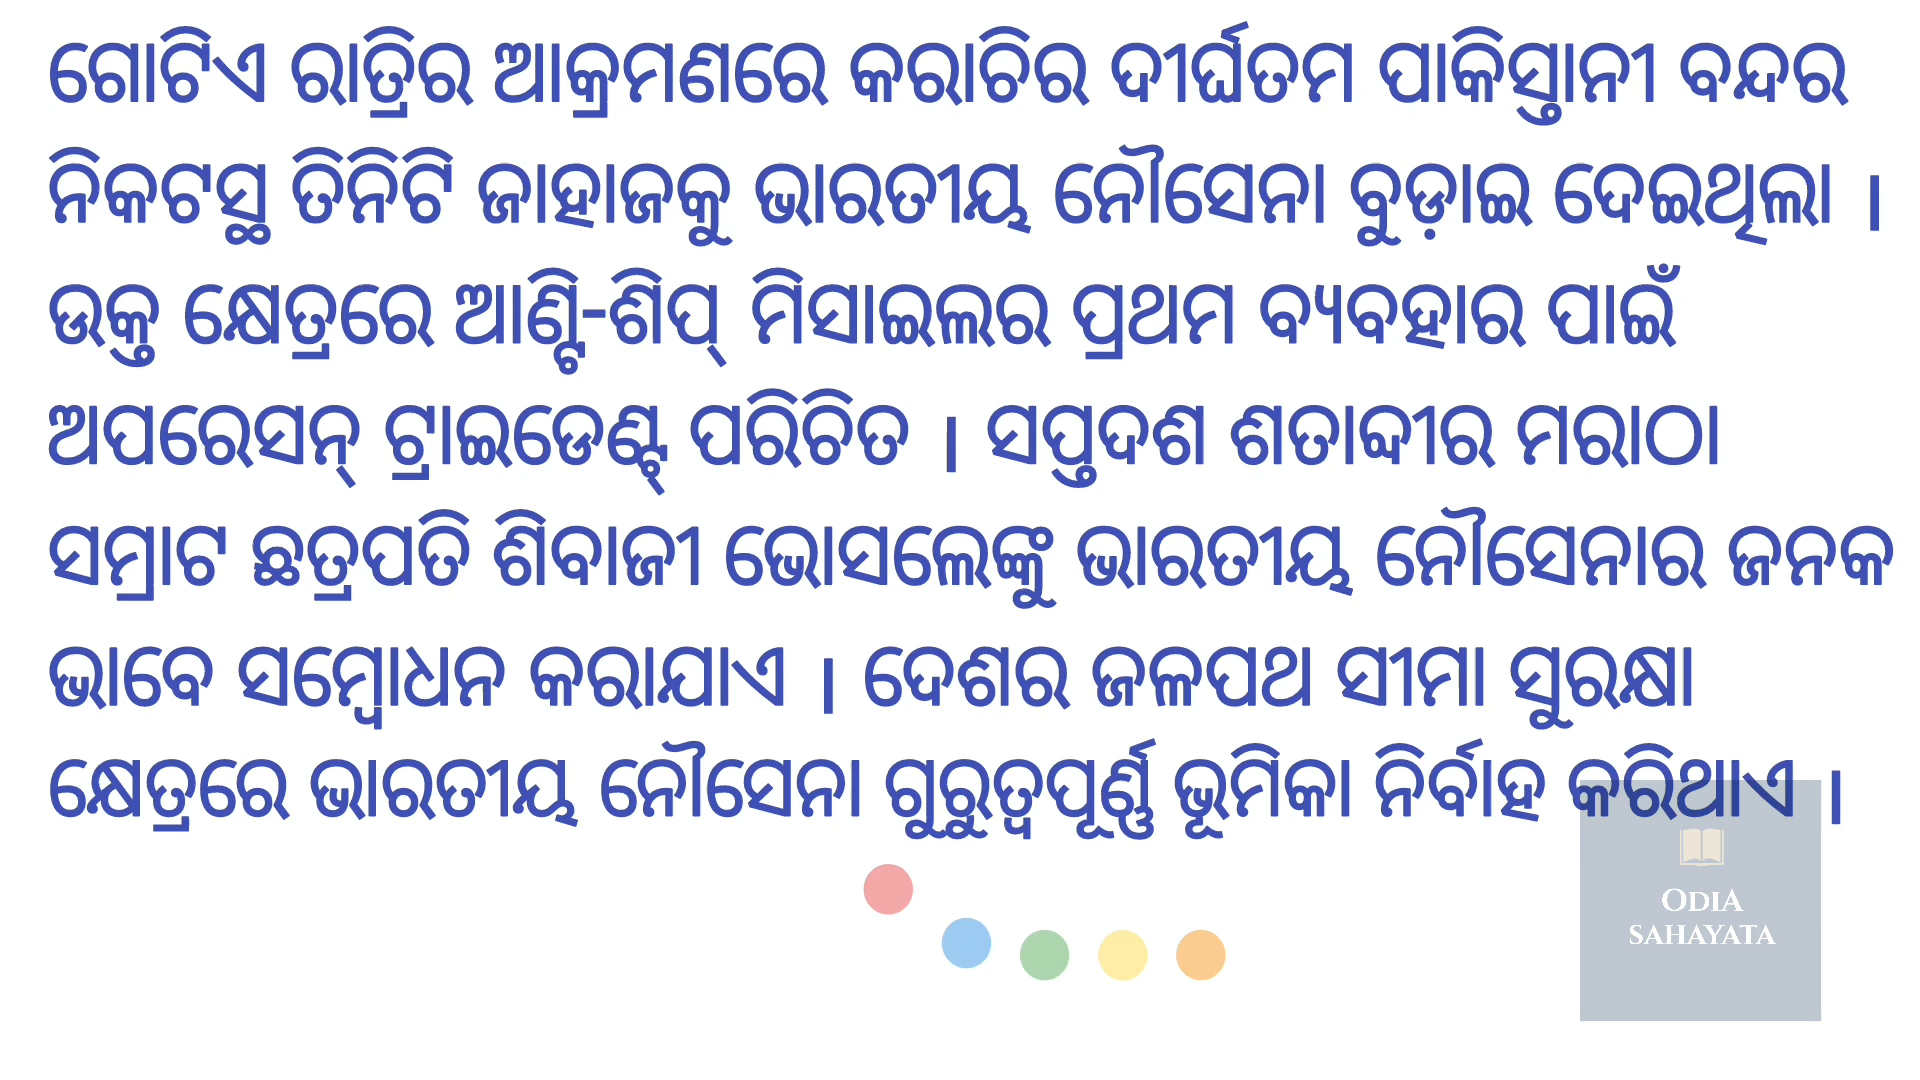 ଗୋଟିଏ ରାତ୍ରିର ଆକ୍ରମଣରେ କରାଚିର ଦୀର୍ଘତମ ପାକିସ୍ତାନୀ ବନ୍ଦର
ନିକଟସ୍ଥ ତିନିଟି ଜାହାଜକୁ ଭାରତୀୟ ନୌସେନା ବୁଡ଼ାଇ ଦେଇଥିଲା ।
ଉକ୍ତ କ୍ଷେତ୍ରରେ ଆଣ୍ଟି-ଶିପ୍ ମିସାଇଲର ପ୍ରଥମ ବ୍ୟବହାର ପାଇଁ
ଅପରେସନ୍ ଟ୍ରାଇଡେଣ୍ଟ୍ ପରିଚିତ । ସପ୍ତଦଶ ଶତାବ୍ଦୀର ମରାଠା
ସମ୍ରାଟ ଛତ୍ରପତି ଶିବାଜୀ ଭୋସଲେଙ୍କୁ ଭାରତୀୟ ନୌସେନାର ଜନକ
ଭାବେ ସମ୍ବୋଧନ କରାଯାଏ । ଦେଶର ଜଳପଥ ସୀମା ସୁରକ୍ଷା
କ୍ଷେତ୍ରରେ ଭାରତୀୟ ନୌସେନା ଗୁରୁତ୍ୱପୂର୍ଣ୍ଣ ଭୂମିକା ନିର୍ବାହ କରିଥାଏ ।
ODIA
SAHAYATA